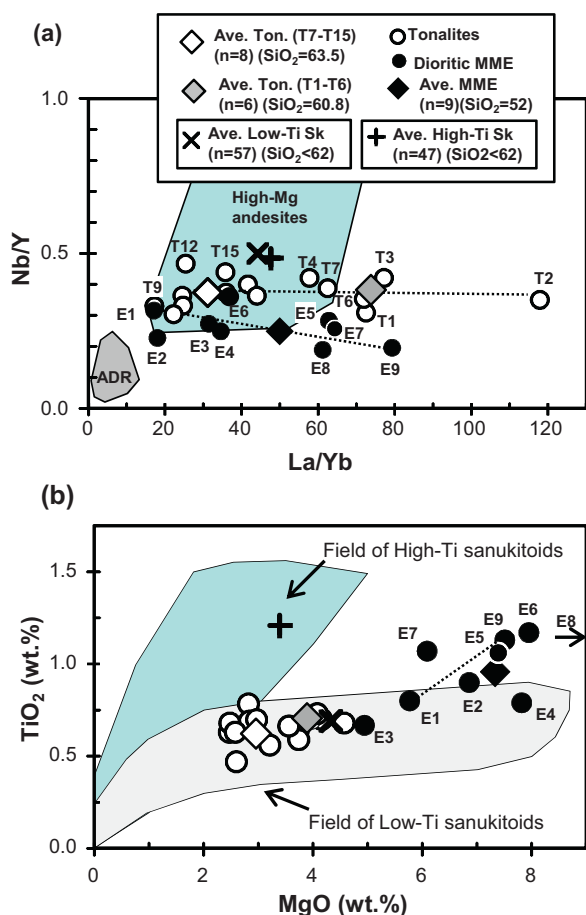 (a)
Ave. Ton. (T7-T15)
(n=8) (SiO2=63.5)
Tonalites
Dioritic MME
Ave. Ton. (T1-T6)
(n=6) (SiO2=60.8)
Ave. MME
(n=9)(SiO2=52)
Ave. Low-Ti Sk
(n=57) (SiO2<62)
Ave. High-Ti Sk
(n=47) (SiO2<62)
1.0
High-Mg
andesites
Nb/Y
0.5
T12
T15
T4
T7
T3
T9
T6
T2
E1
E6
E5
T1
E2
E3
E4
E7
E8
E9
ADR
0.0
0
20
40
60
80
100
120
La/Yb
(b)
Field of High-Ti sanukitoids
1.5
E6
E9
E8
E7
E5
1.0
TiO2 (wt.%)
E1
E2
E4
E3
0.5
Field of Low-Ti sanukitoids
0.0
0
2
4
6
8
MgO (wt.%)